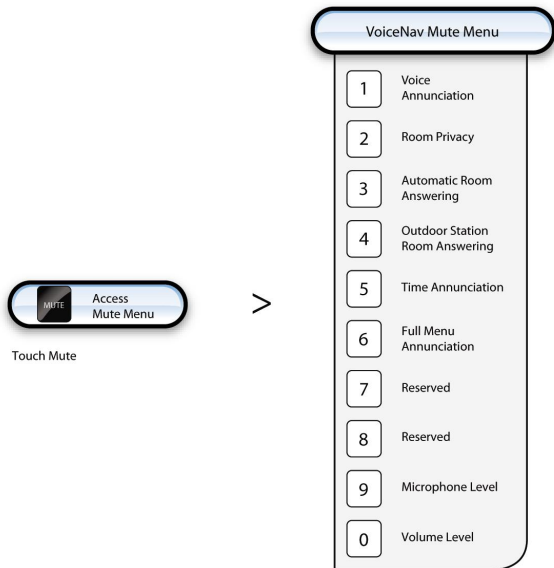 VoiceNav Mute Menu
1
Voice
Annunciation
2
Room Privacy
3
Automatic Room
Answering
4
Outdoor Station
Room Answering
5
Time Annunciation
6
Full Menu
Annunciation
7
Reserved
8
Reserved
9
Microphone Level
0
Volume Level
MUTE
Access
Mute Menu
>
Touch Mute